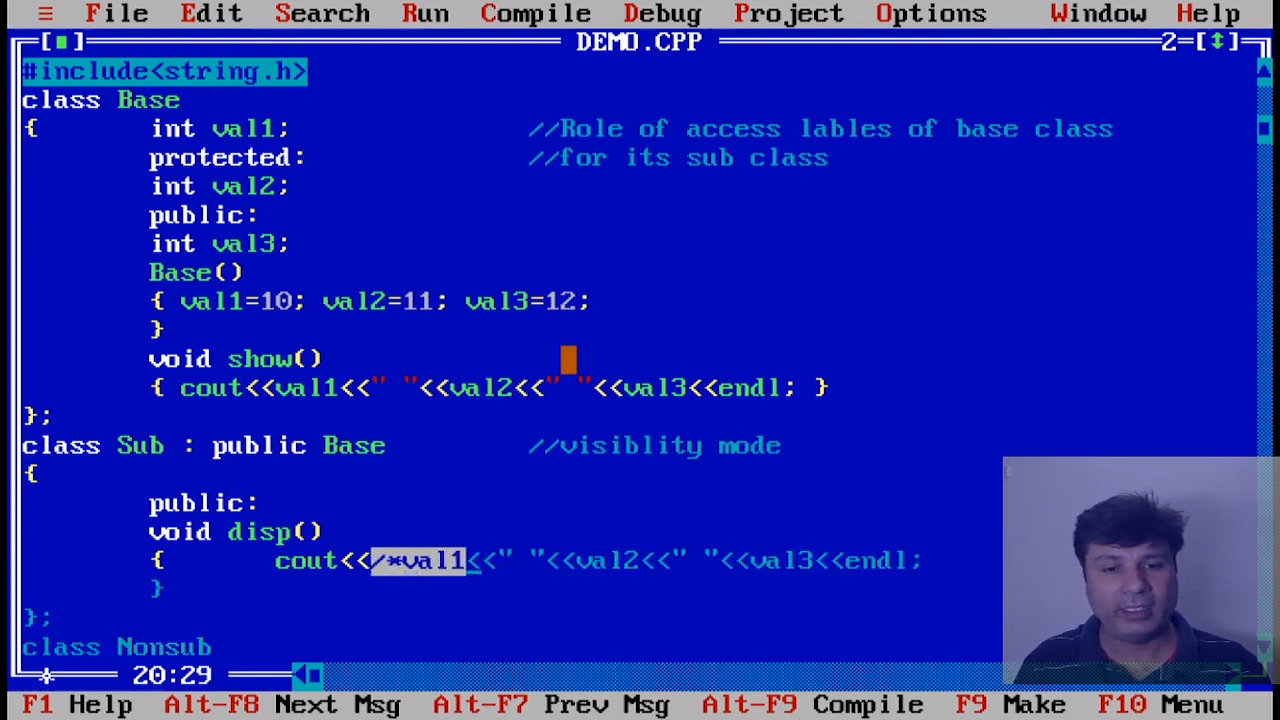 ≡ File Edit Search Run Compile Debug Project Options Window Help
[■] DEMO.CPP 2=[↕]
#include<string.h>
class Base
{ int val1; //Role of access lables of base class
protected: //for its sub class
int val2;
public:
int val3;
Base()
{ val1=10; val2=11; val3=12;
}
void show()
{ cout<<val1<<" "<<val2<<" "<<val3<<endl; }
};
class Sub : public Base //visiblity mode
{
public:
void disp()
{ cout<</*val1<<" "<<val2<<" "<<val3<<endl;
}
};
class Nonsub
20:29
F1 Help Alt-F8 Next Msg Alt-F7 Prev Msg Alt-F9 Compile F9 Make F10 Menu